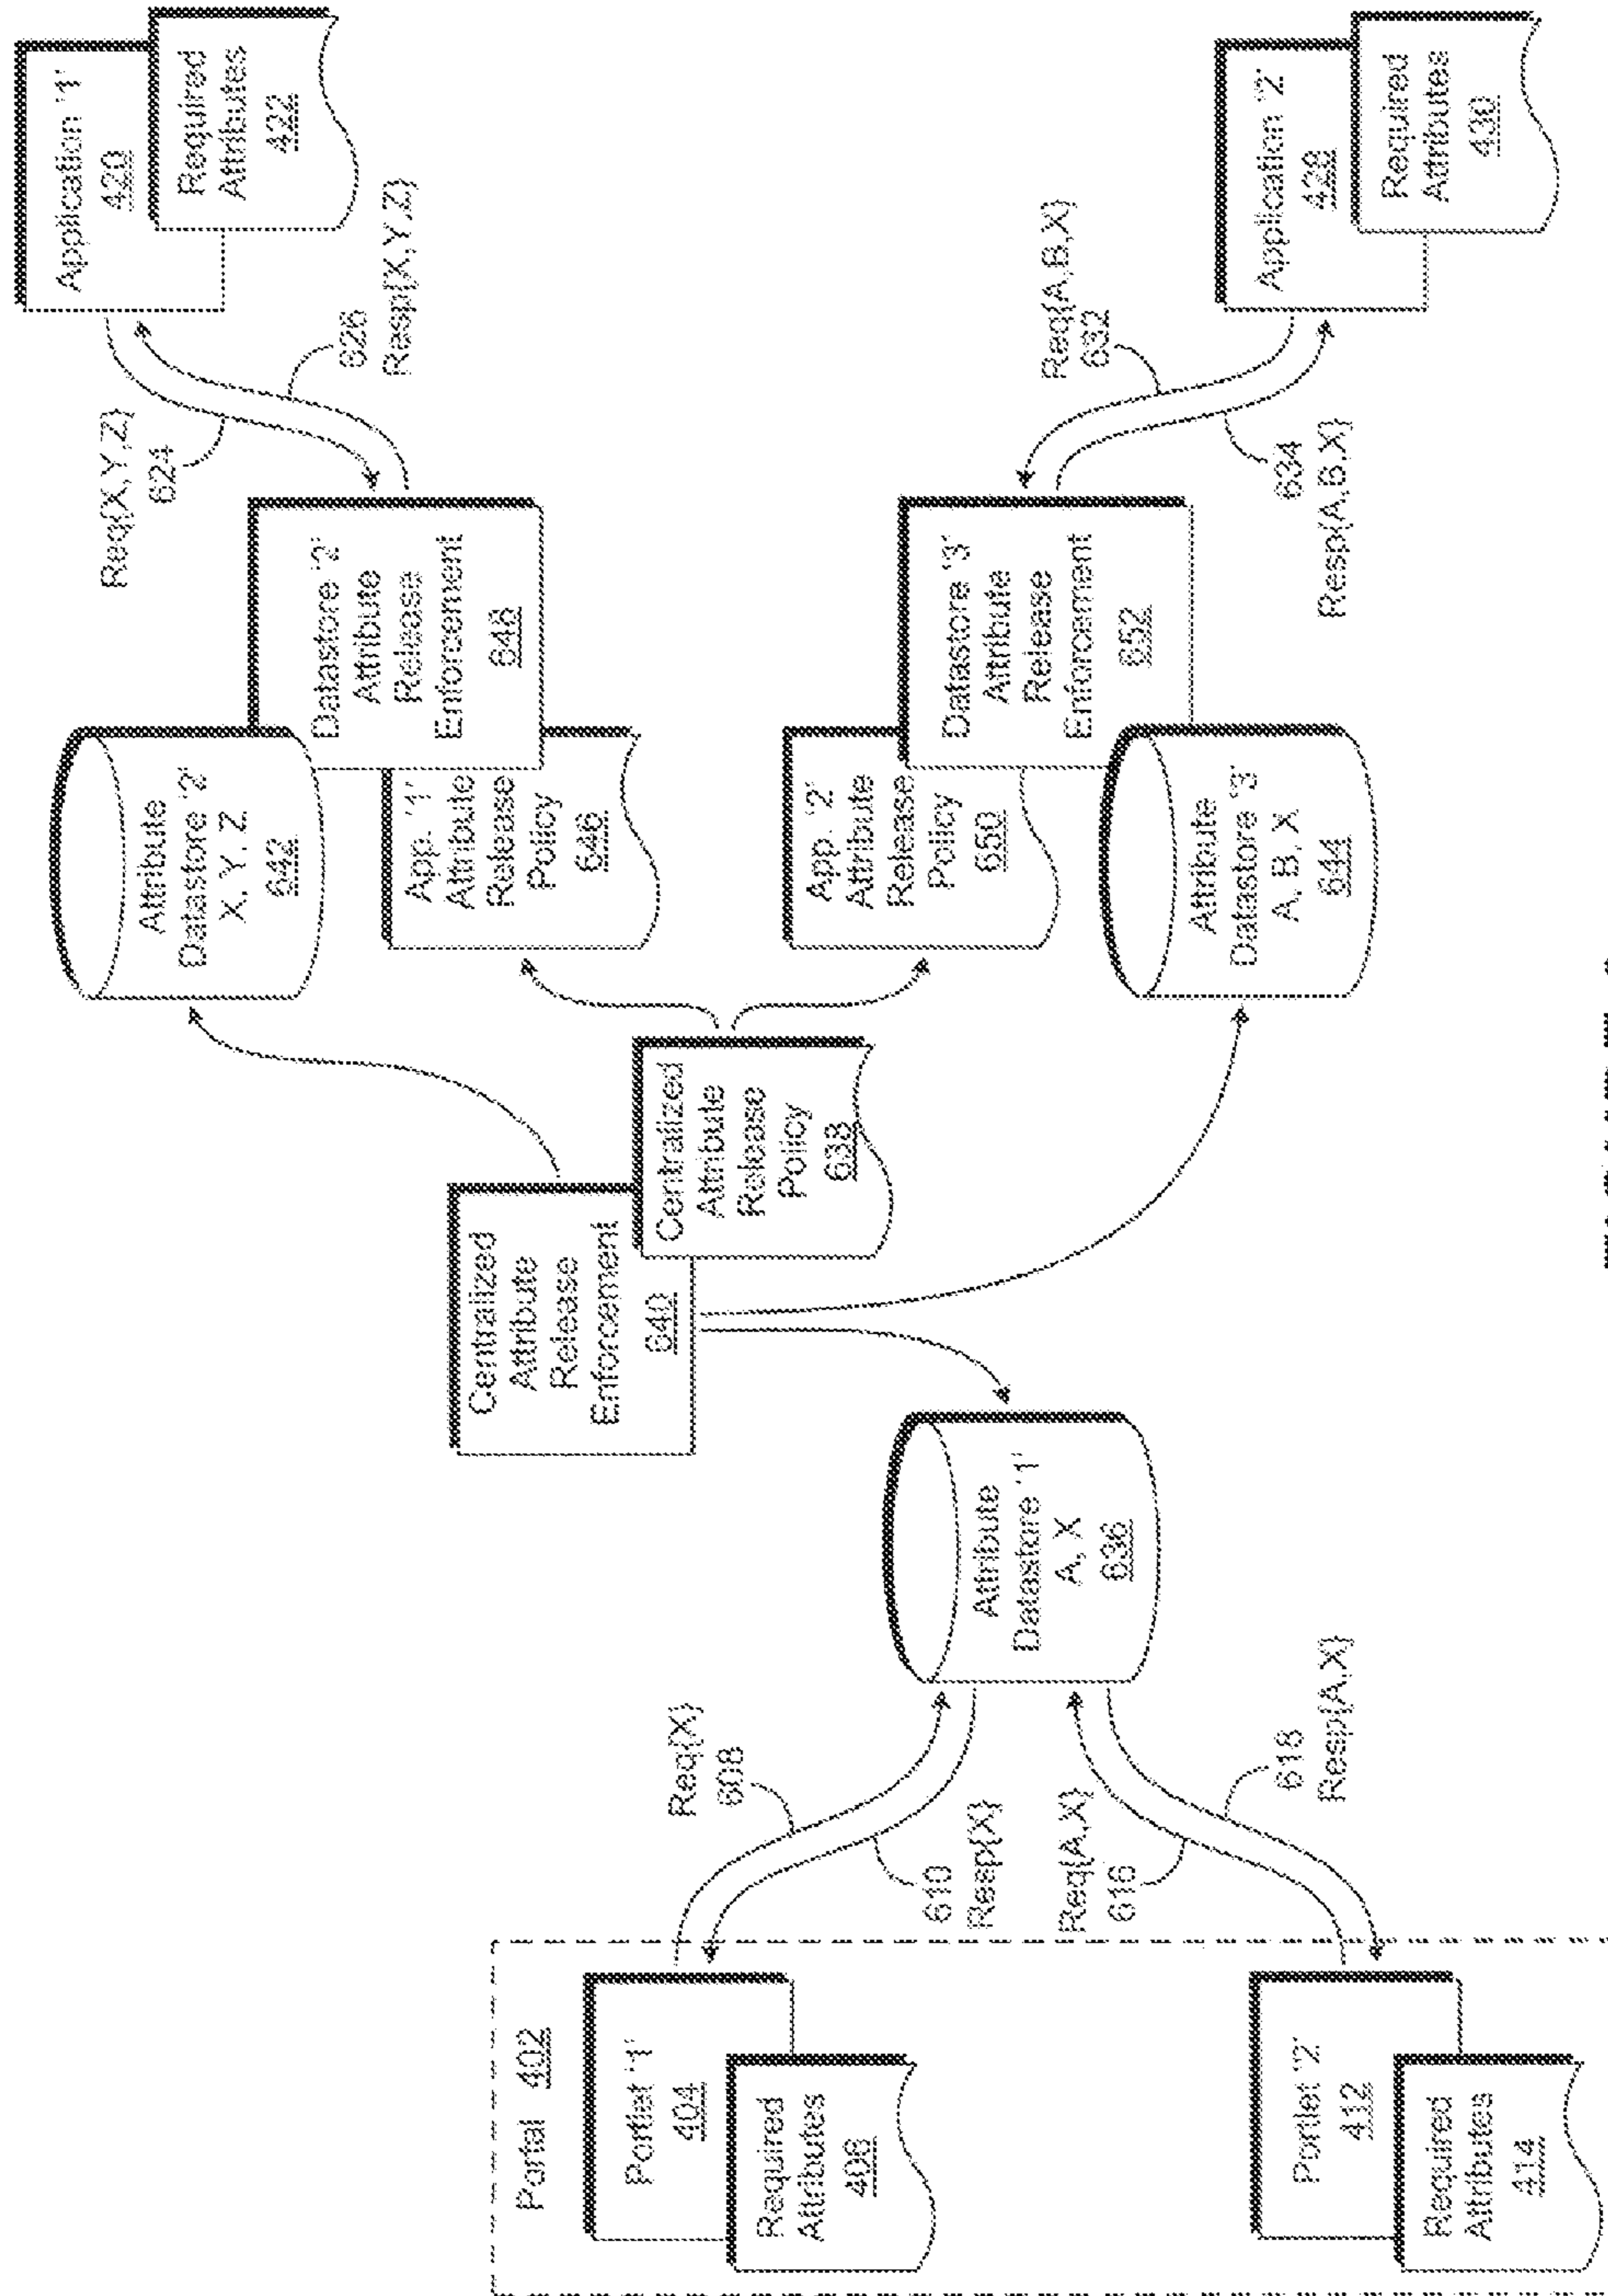 Portal 402
Portlet '1'
404
Required
Attributes
406
Portlet '2'
412
Required
Attributes
414
Req{X}
608
610
Resp{X}
Req{A,X}
616
618
Resp{A,X}
Attribute
Datastore '1'
A, X
636
Centralized
Attribute
Release
Enforcement
640
Centralized
Attribute
Release
Policy
638
Attribute
Datastore '2'
X, Y, Z
642
App. '1'
Attribute
Release
Policy
646
Datastore '2'
Attribute
Release
Enforcement
648
App. '2'
Attribute
Release
Policy
650
Datastore '3'
Attribute
Release
Enforcement
652
Attribute
Datastore '3'
A, B, X
644
Req{X,Y,Z}
624
626
Resp{X,Y,Z}
Req{A,B,X}
632
634
Resp{A,B,X}
Application '1'
420
Required
Attributes
422
Application '2'
428
Required
Attributes
430